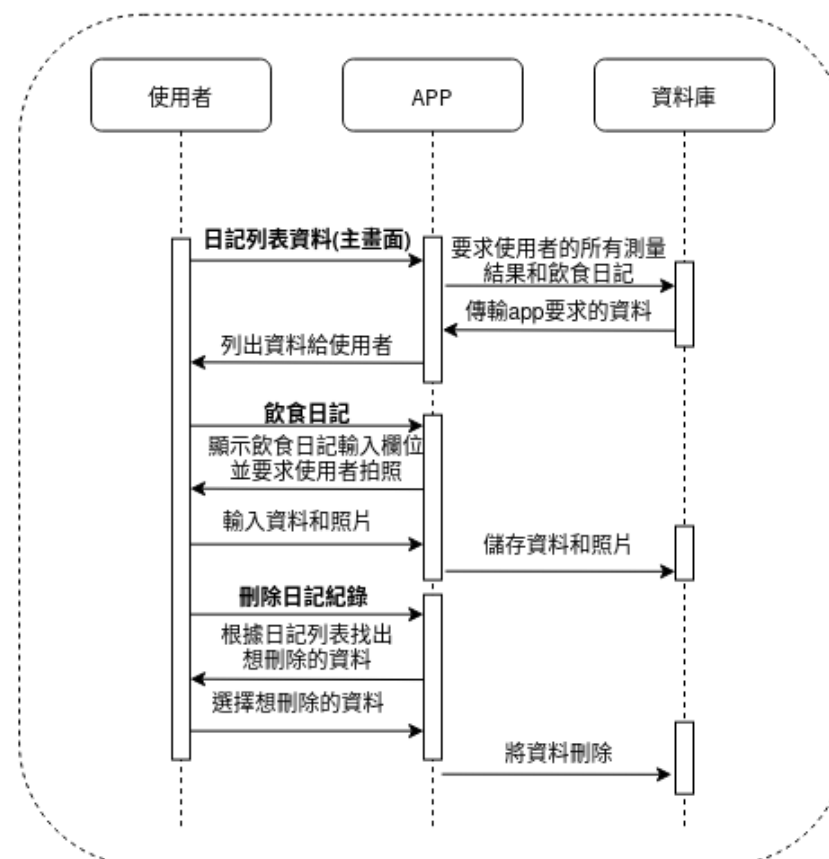 使用者
APP
資料庫
日記列表資料(主畫面)
要求使用者的所有測量
結果和飲食日記
傳輸app要求的資料
列出資料給使用者
飲食日記
顯示飲食日記輸入欄位
並要求使用者拍照
輸入資料和照片
儲存資料和照片
刪除日記紀錄
根據日記列表找出
想刪除的資料
選擇想刪除的資料
將資料刪除